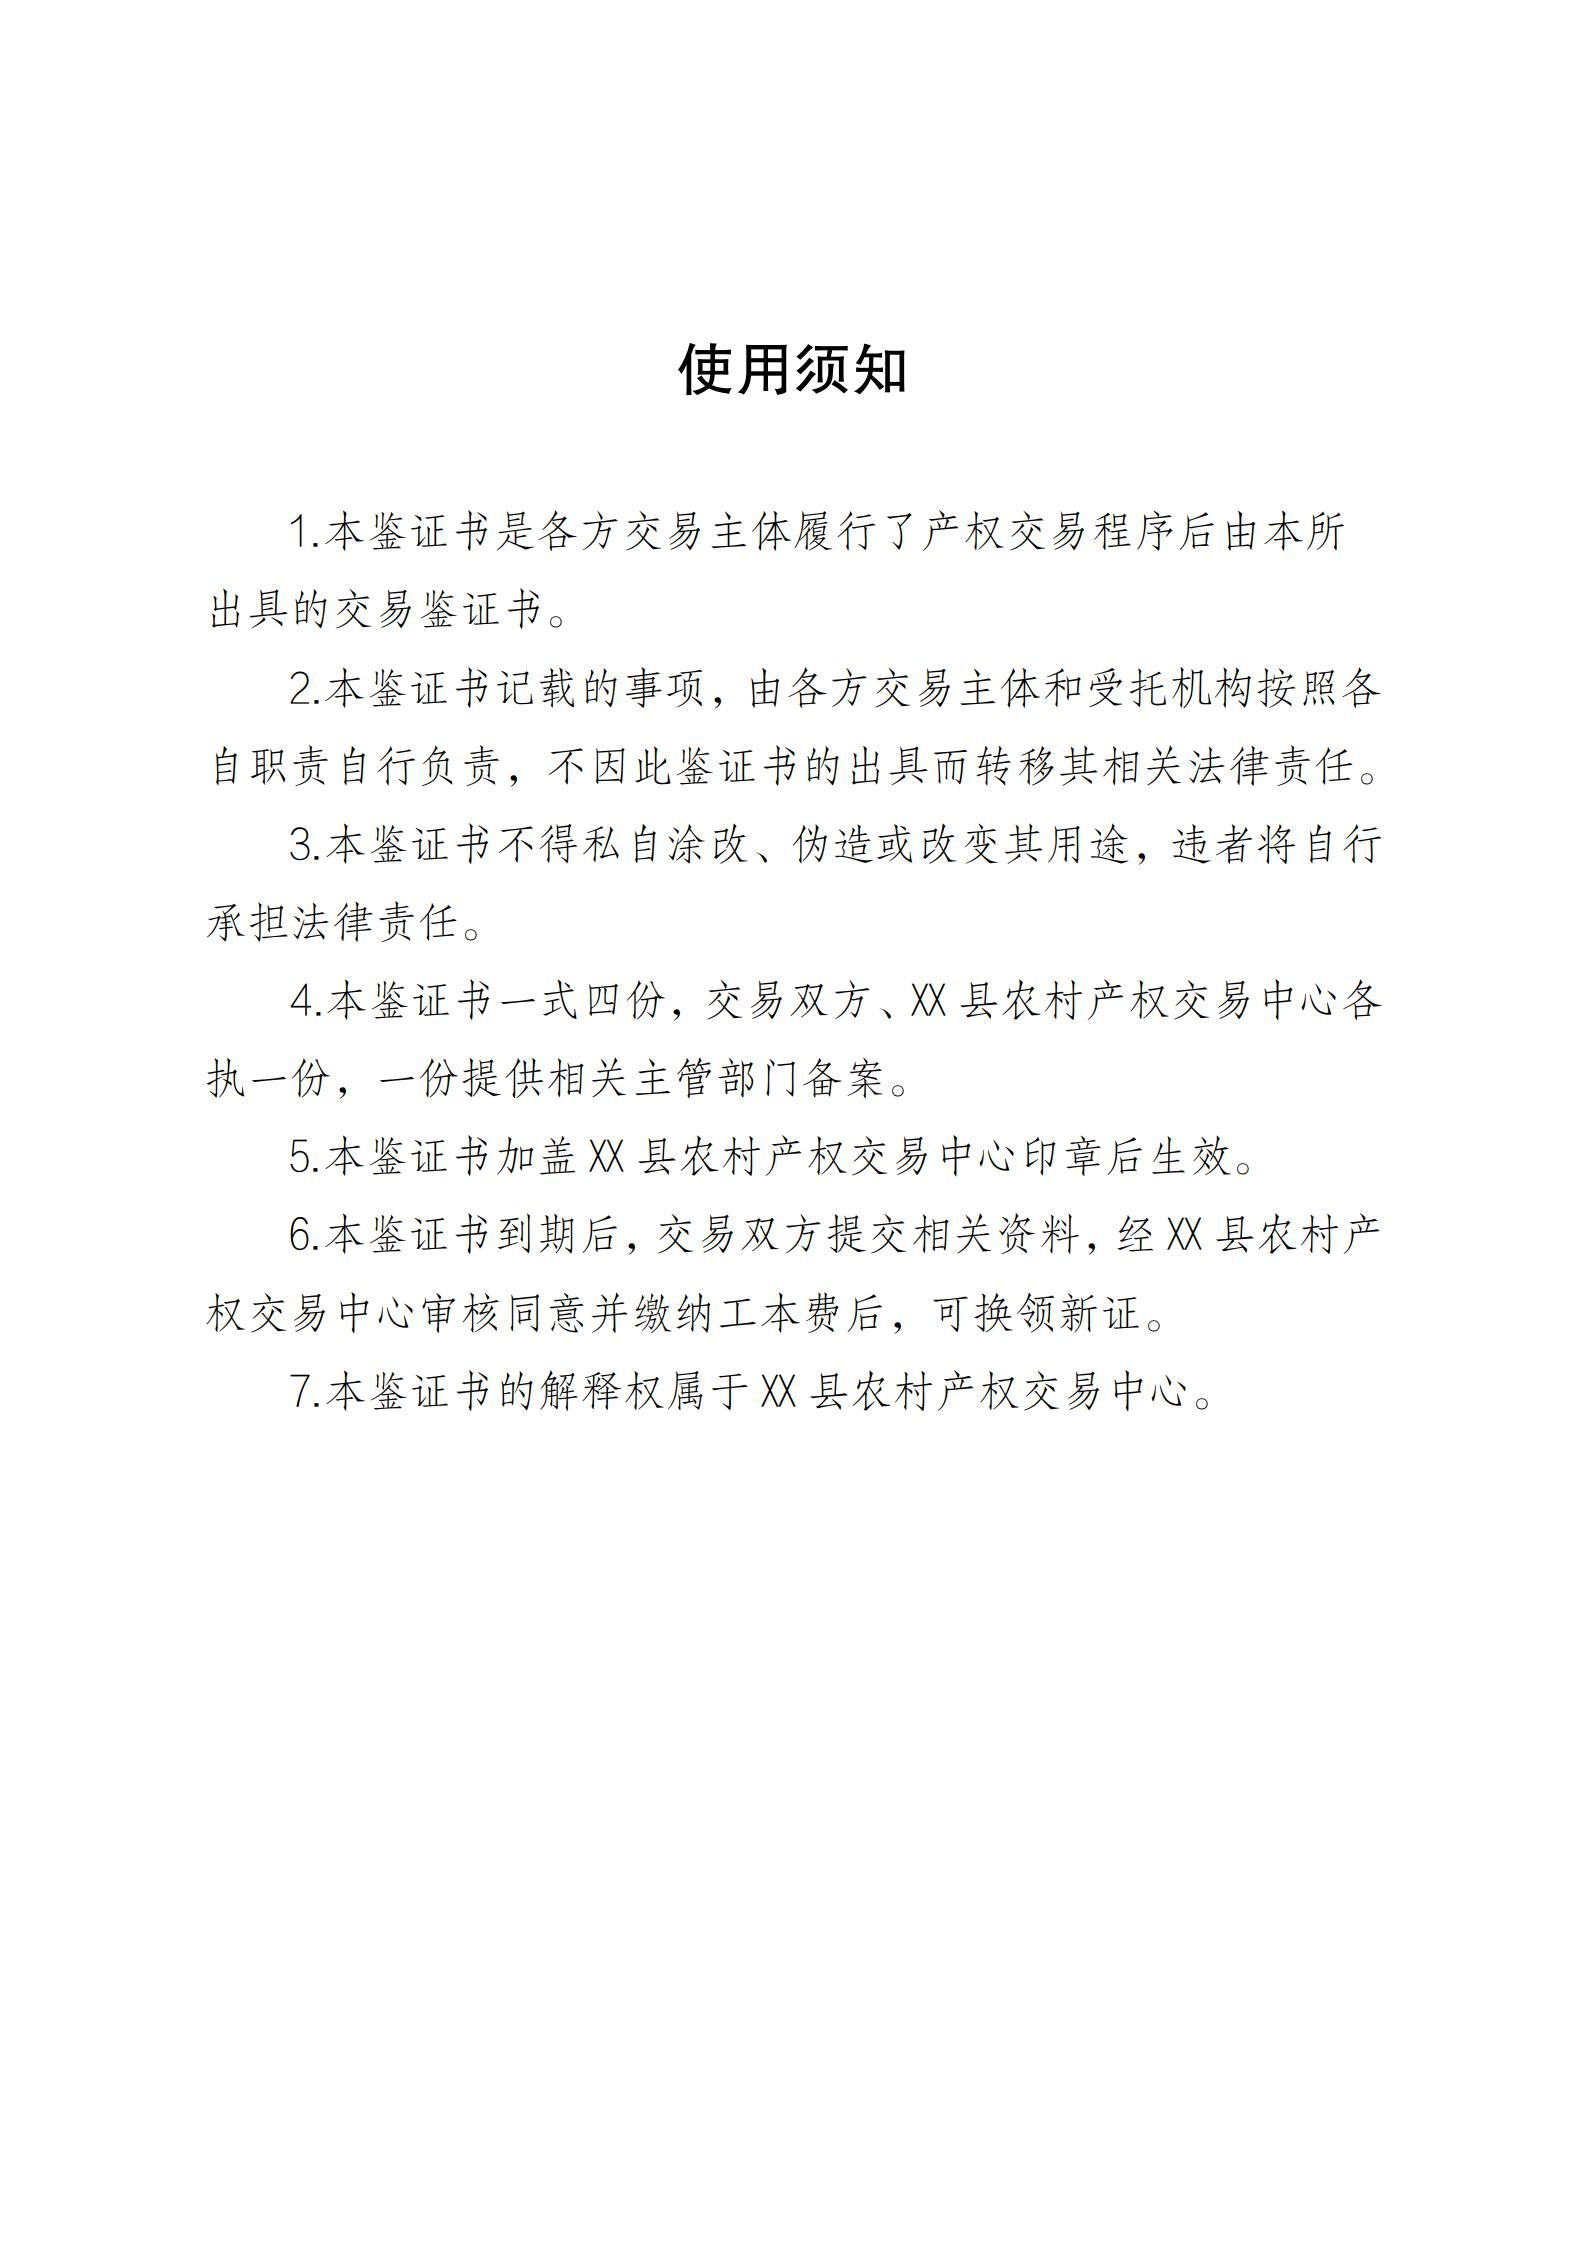 使用须知
1.本鉴证书是各方交易主体履行了产权交易程序后由本所
出具的交易鉴证书。
2.本鉴证书记载的事项，由各方交易主体和受托机构按照各
自职责自行负责，不因此鉴证书的出具而转移其相关法律责任。
3.本鉴证书不得私自涂改、伪造或改变其用途，违者将自行
承担法律责任。
4.本鉴证书一式四份，交易双方、XX 县农村产权交易中心各
执一份，一份提供相关主管部门备案。
5.本鉴证书加盖 XX 县农村产权交易中心印章后生效。
6.本鉴证书到期后，交易双方提交相关资料，经 XX 县农村产
权交易中心审核同意并缴纳工本费后，可换领新证。
7.本鉴证书的解释权属于 XX 县农村产权交易中心。